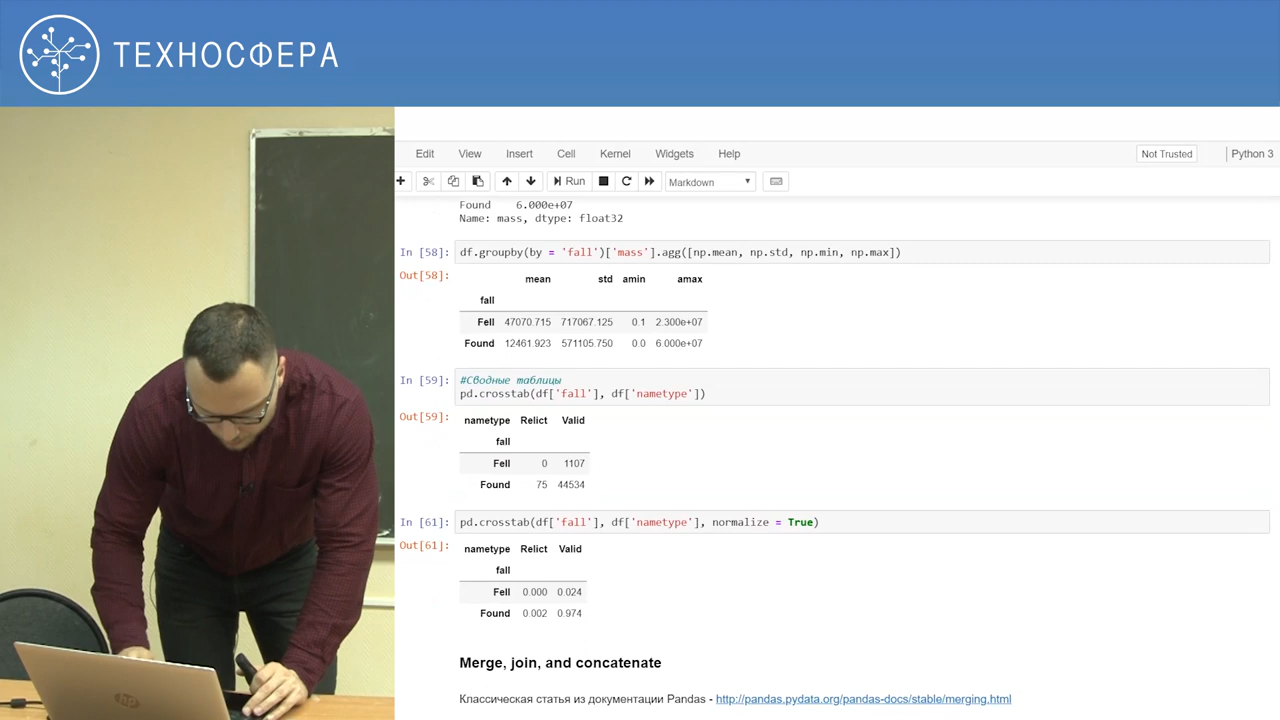 ТЕХНОСФЕРА
Edit View Insert Cell Kernel Widgets Help Not Trusted Python 3
Run Markdown
Found 6.000e+07
Name: mass, dtype: float32
In [58]: df.groupby(by = 'fall')['mass'].agg([np.mean, np.std, np.min, np.max])
Out[58]:
mean std amin amax
fall
Fell 47070.715 717067.125 0.1 2.300e+07
Found 12461.923 571105.750 0.0 6.000e+07
In [59]: #Сводные таблицы
pd.crosstab(df['fall'], df['nametype'])
Out[59]:
nametype Relict Valid
fall
Fell 0 1107
Found 75 44534
In [61]: pd.crosstab(df['fall'], df['nametype'], normalize = True)
Out[61]:
nametype Relict Valid
fall
Fell 0.000 0.024
Found 0.002 0.974
Merge, join, and concatenate
Классическая статья из документации Pandas - http://pandas.pydata.org/pandas-docs/stable/merging.html
hp